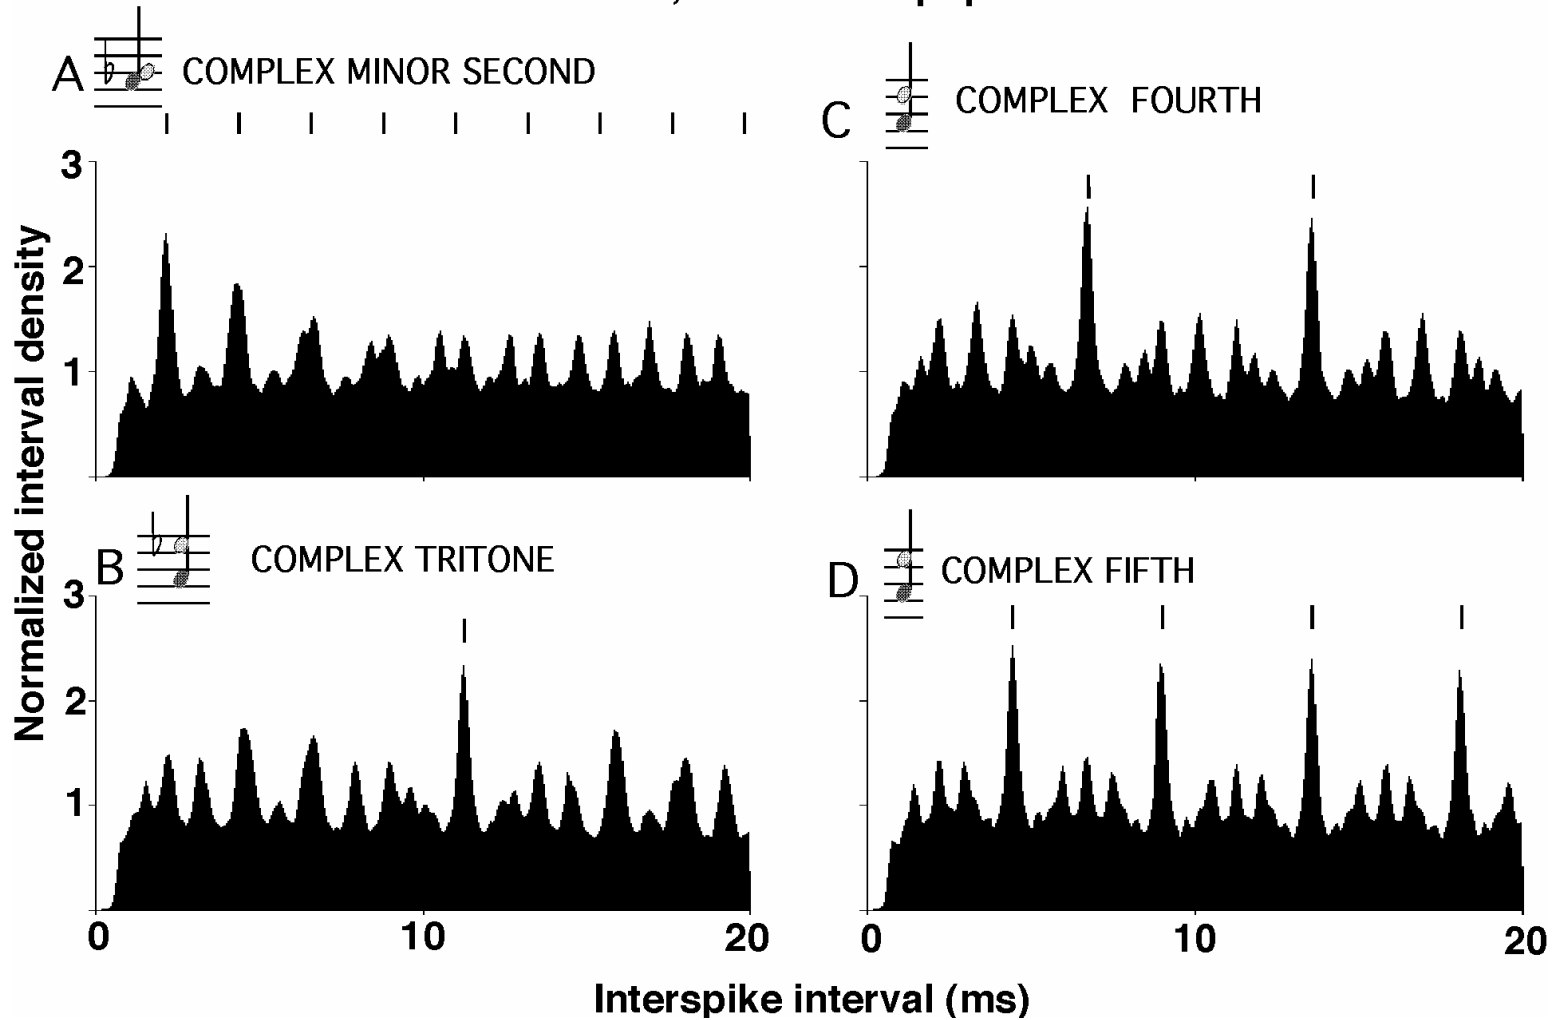 A COMPLEX MINOR SECOND
C COMPLEX FOURTH
3
2
1
Normalized interval density
B COMPLEX TRITONE
D COMPLEX FIFTH
3
2
1
0 10 20
0 10 20
Interspike interval (ms)